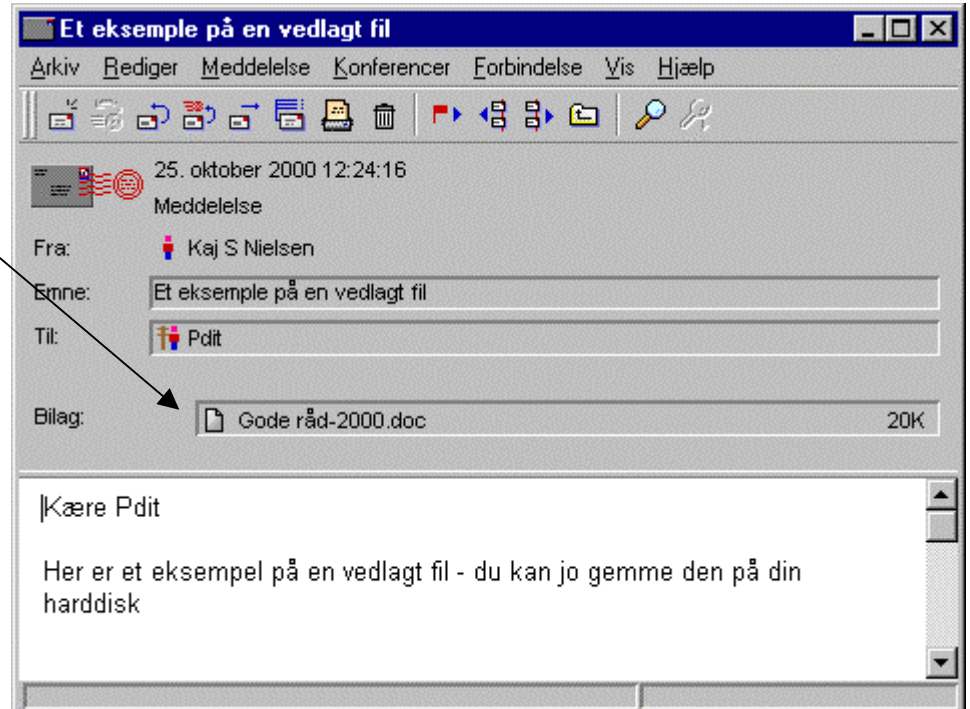 Et eksemple på en vedlagt fil
Arkiv Rediger Meddelelse Konferencer Forbindelse Vis Hjælp
25. oktober 2000 12:24:16
Meddelelse
Fra: Kaj S Nielsen
Emne: Et eksemple på en vedlagt fil
Til: Pdit
Bilag: Gode råd-2000.doc 20K
Kære Pdit
Her er et eksempel på en vedlagt fil - du kan jo gemme den på din
harddisk